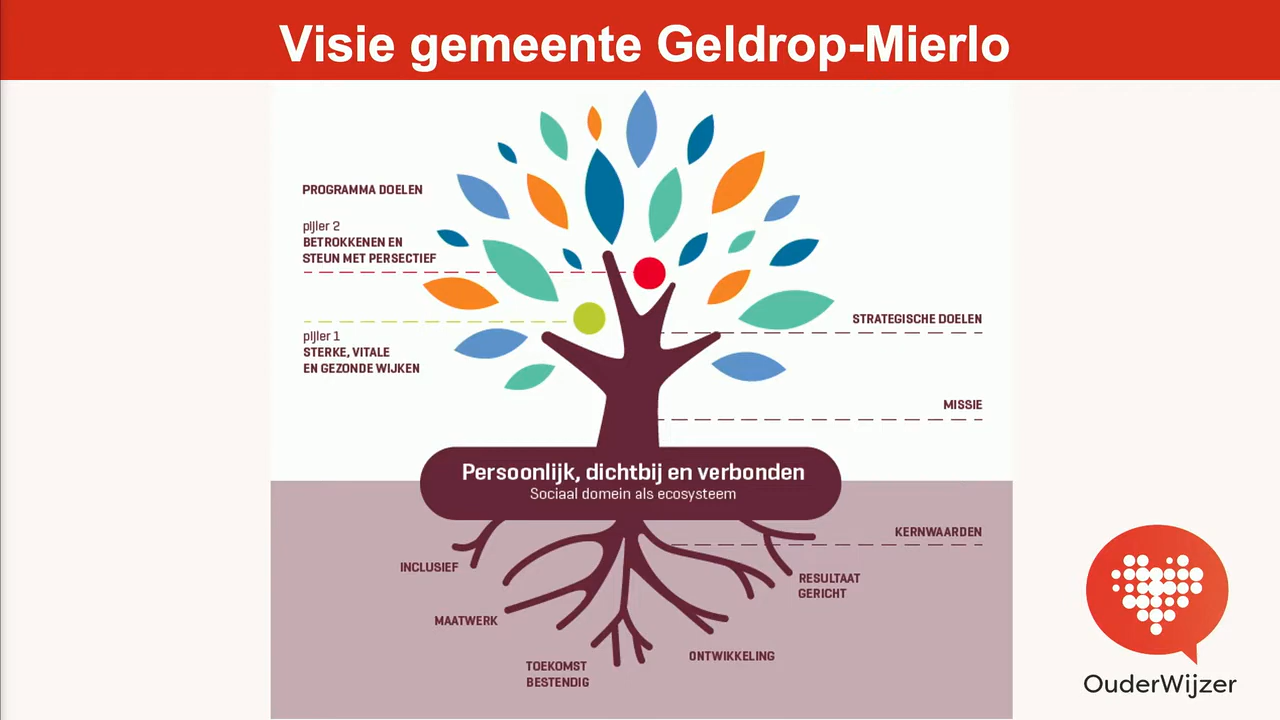 Visie gemeente Geldrop-Mierlo
PROGRAMMA DOELEN
pijler 2
BETROKKENEN EN
STEUN MET PERSECTIEF
pijler 1
STERKE, VITALE
EN GEZONDE WIJKEN
STRATEGISCHE DOELEN
MISSIE
Persoonlijk, dichtbij en verbonden
Sociaal domein als ecosysteem
KERNWAARDEN
INCLUSIEF
MAATWERK
TOEKOMST
BESTENDIG
ONTWIKKELING
RESULTAAT
GERICHT
OuderWijzer